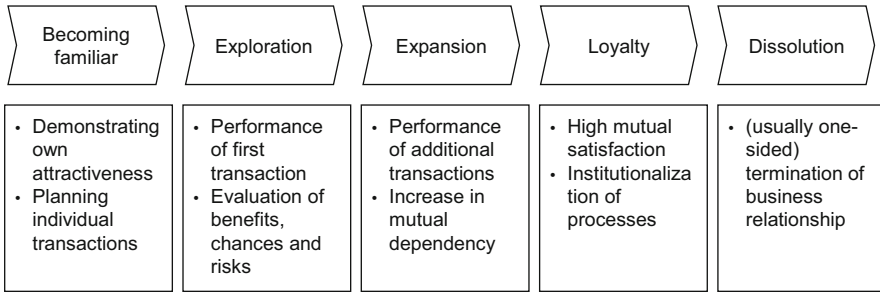 Becoming
familiar
Exploration
Expansion
Loyalty
Dissolution
• Demonstrating
own
attractiveness
• Planning
individual
transactions
• Performance
of first
transaction
• Evaluation of
benefits,
chances and
risks
• Performance
of additional
transactions
• Increase in
mutual
dependency
• High mutual
satisfaction
• Institutionaliza
tion of
processes
• (usually one-
sided)
termination of
business
relationship